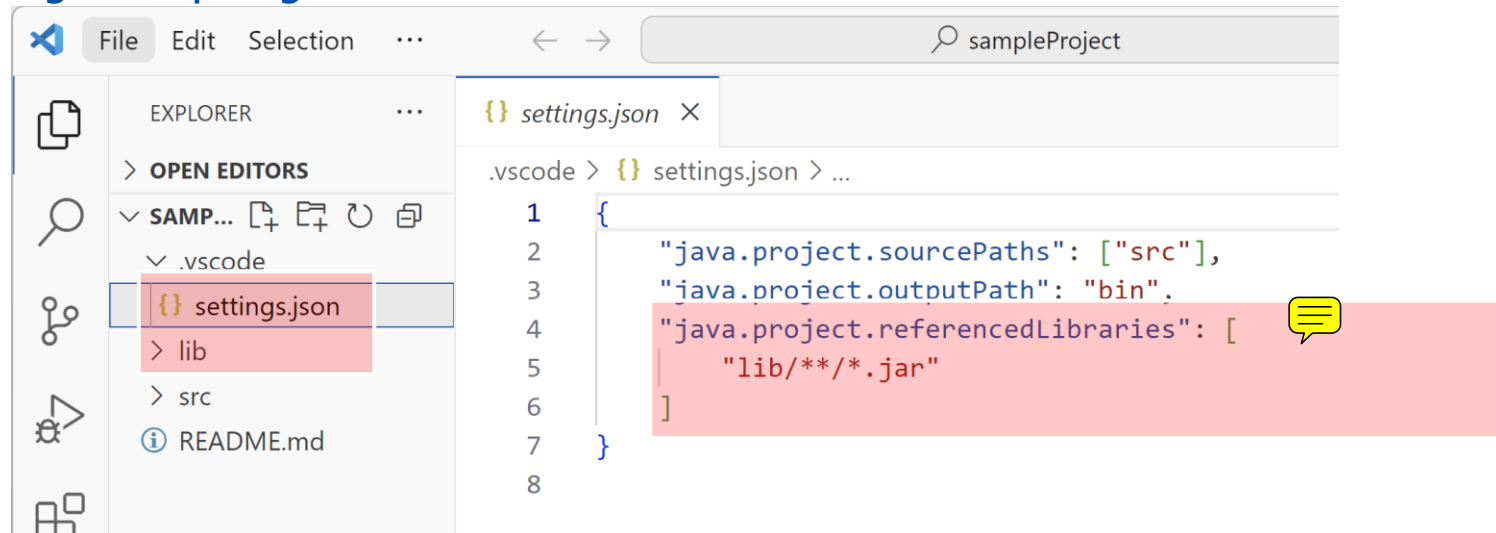 File Edit Selection ··· ← → sampleProject
EXPLORER ···
{} settings.json ×
> OPEN EDITORS
.vscode > {} settings.json > ...
SAMP...
.vscode
{} settings.json
> lib
> src
README.md
1 {
2 "java.project.sourcePaths": ["src"],
3 "java.project.outputPath": "bin",
4 "java.project.referencedLibraries": [
5 "lib/**/*.jar"
6 ]
7 }
8